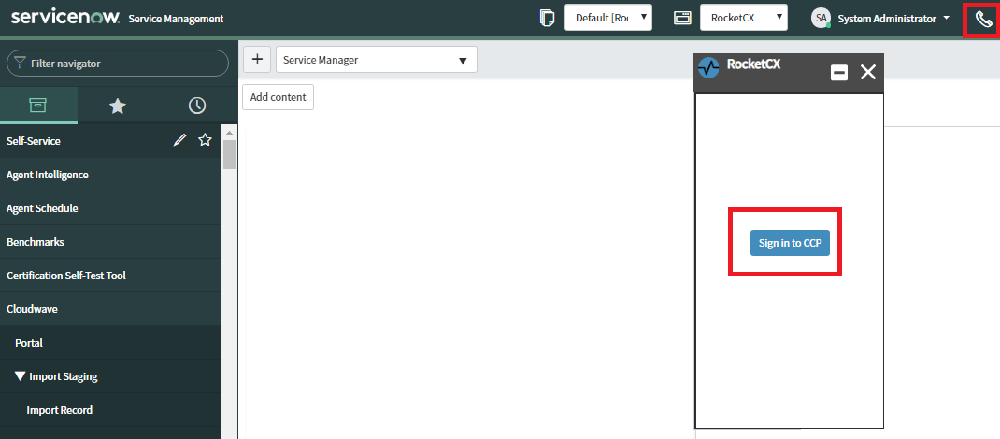 servicenow Service Management
Default [Roc
RocketCX
SA System Administrator
Filter navigator
Self-Service
Agent Intelligence
Agent Schedule
Benchmarks
Certification Self-Test Tool
Cloudwave
Portal
Import Staging
Import Record
Service Manager
Add content
RocketCX
Sign in to CCP